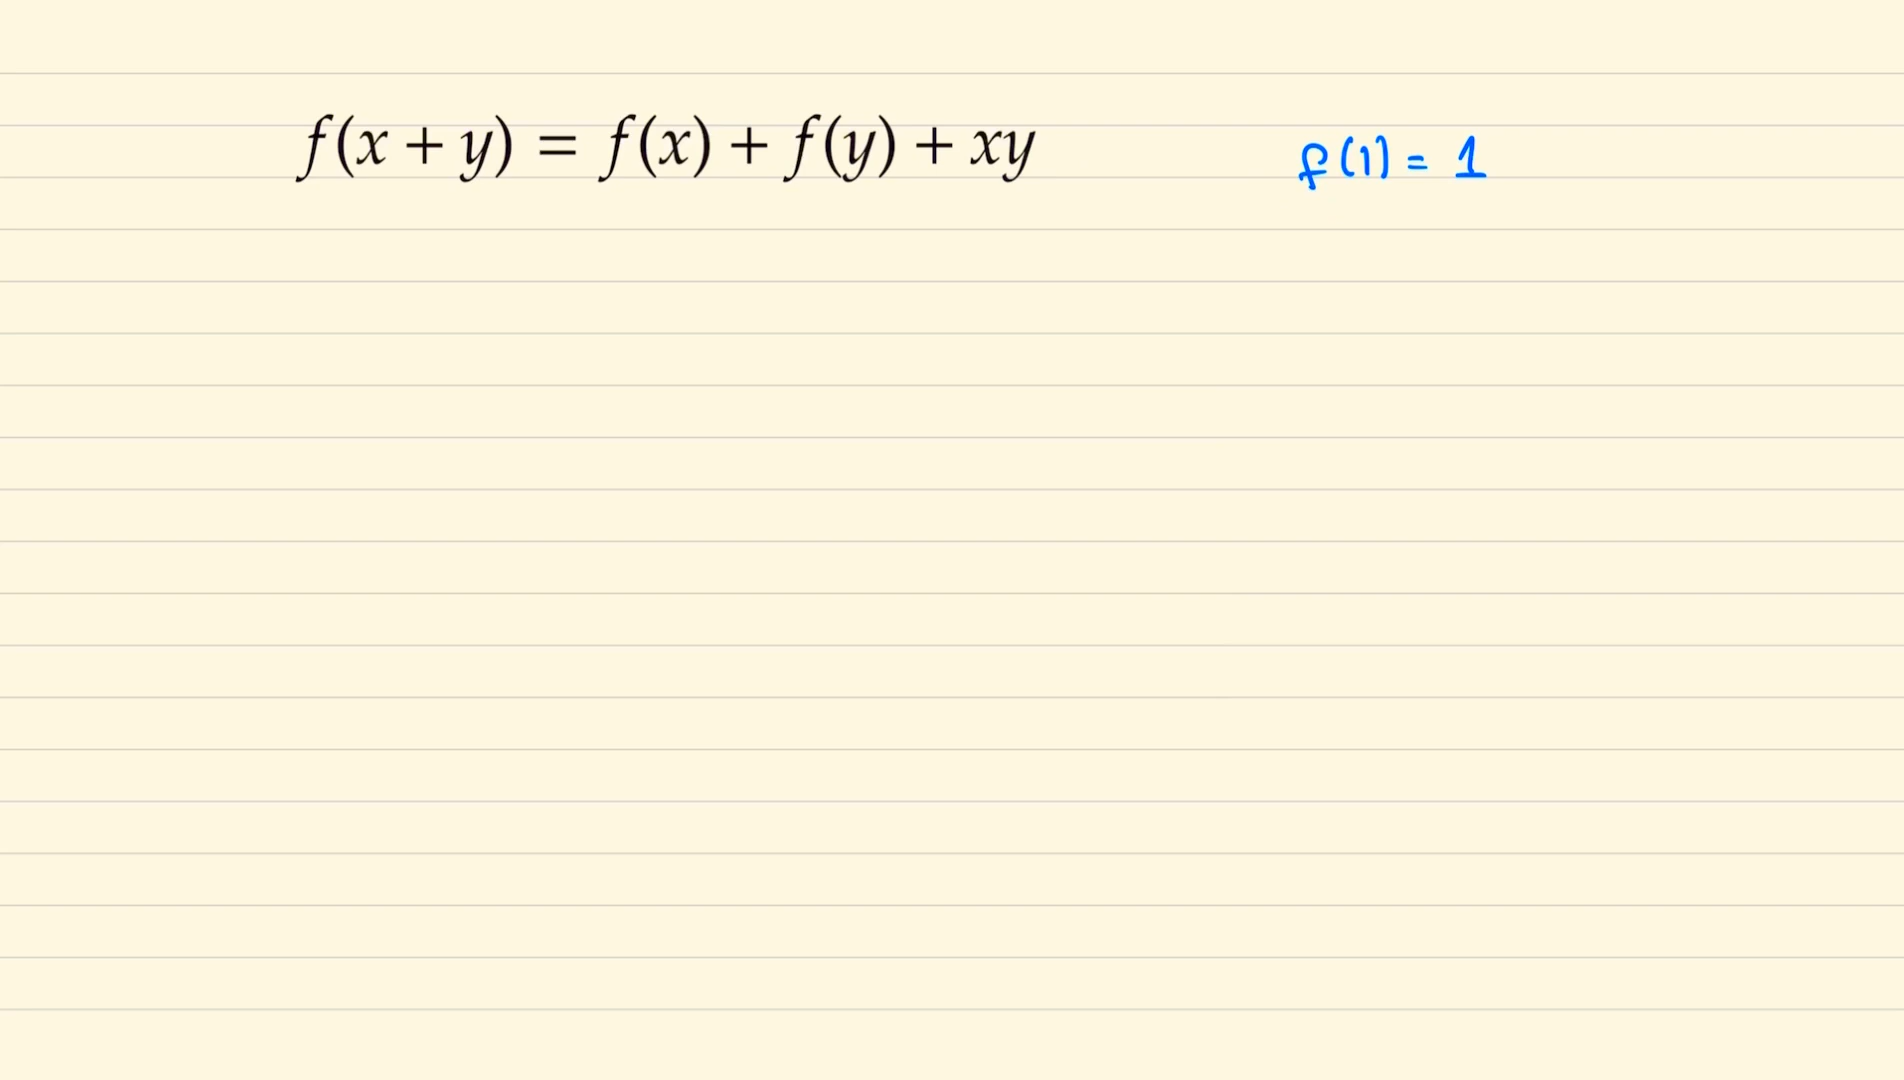 f(x + y) = f(x) + f(y) + xy f(1) = 1